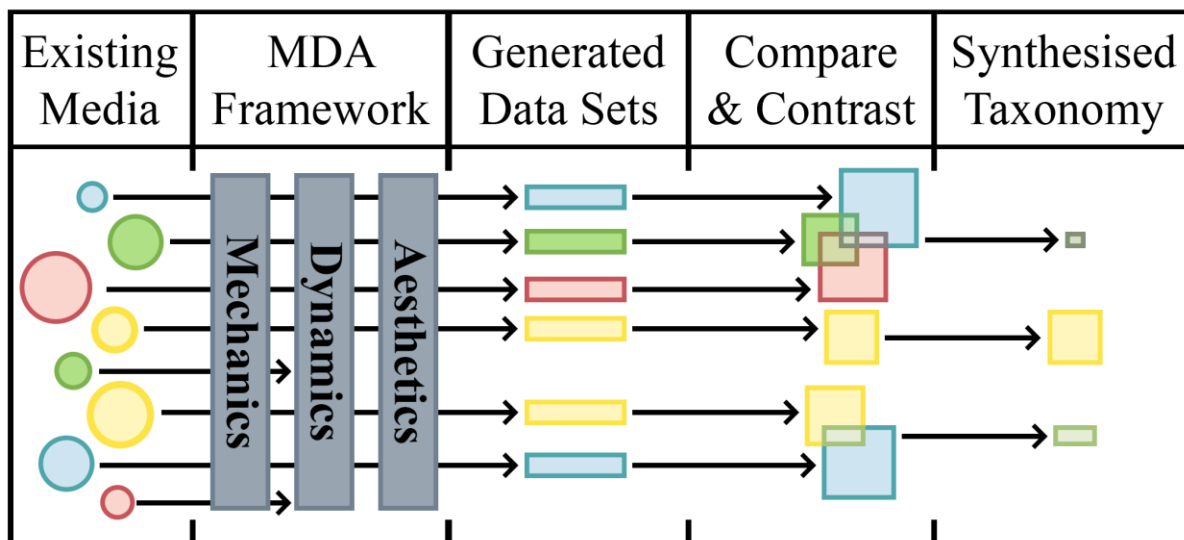 Existing
Media
MDA
Framework
Generated
Data Sets
Compare
& Contrast
Synthesised
Taxonomy
Mechanics
Dynamics
Aesthetics